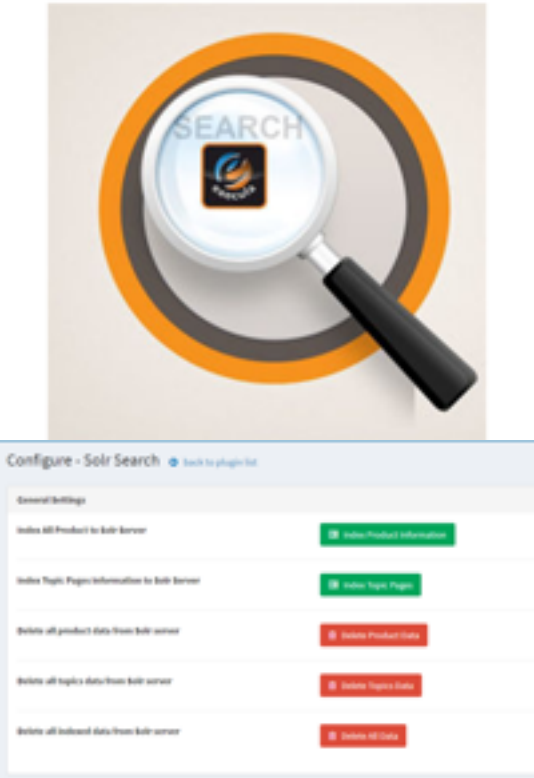 SEARCH
execula
Configure - Solr Search back to plugin list
General Settings
Index All Product to Solr Server
Index Product Information
Index Topic Pages Information to Solr Server
Index Topic Pages
Delete all product data from Solr server
Delete Product Data
Delete all topics data from Solr server
Delete Topics Data
Delete all indexed data from Solr server
Delete All Data